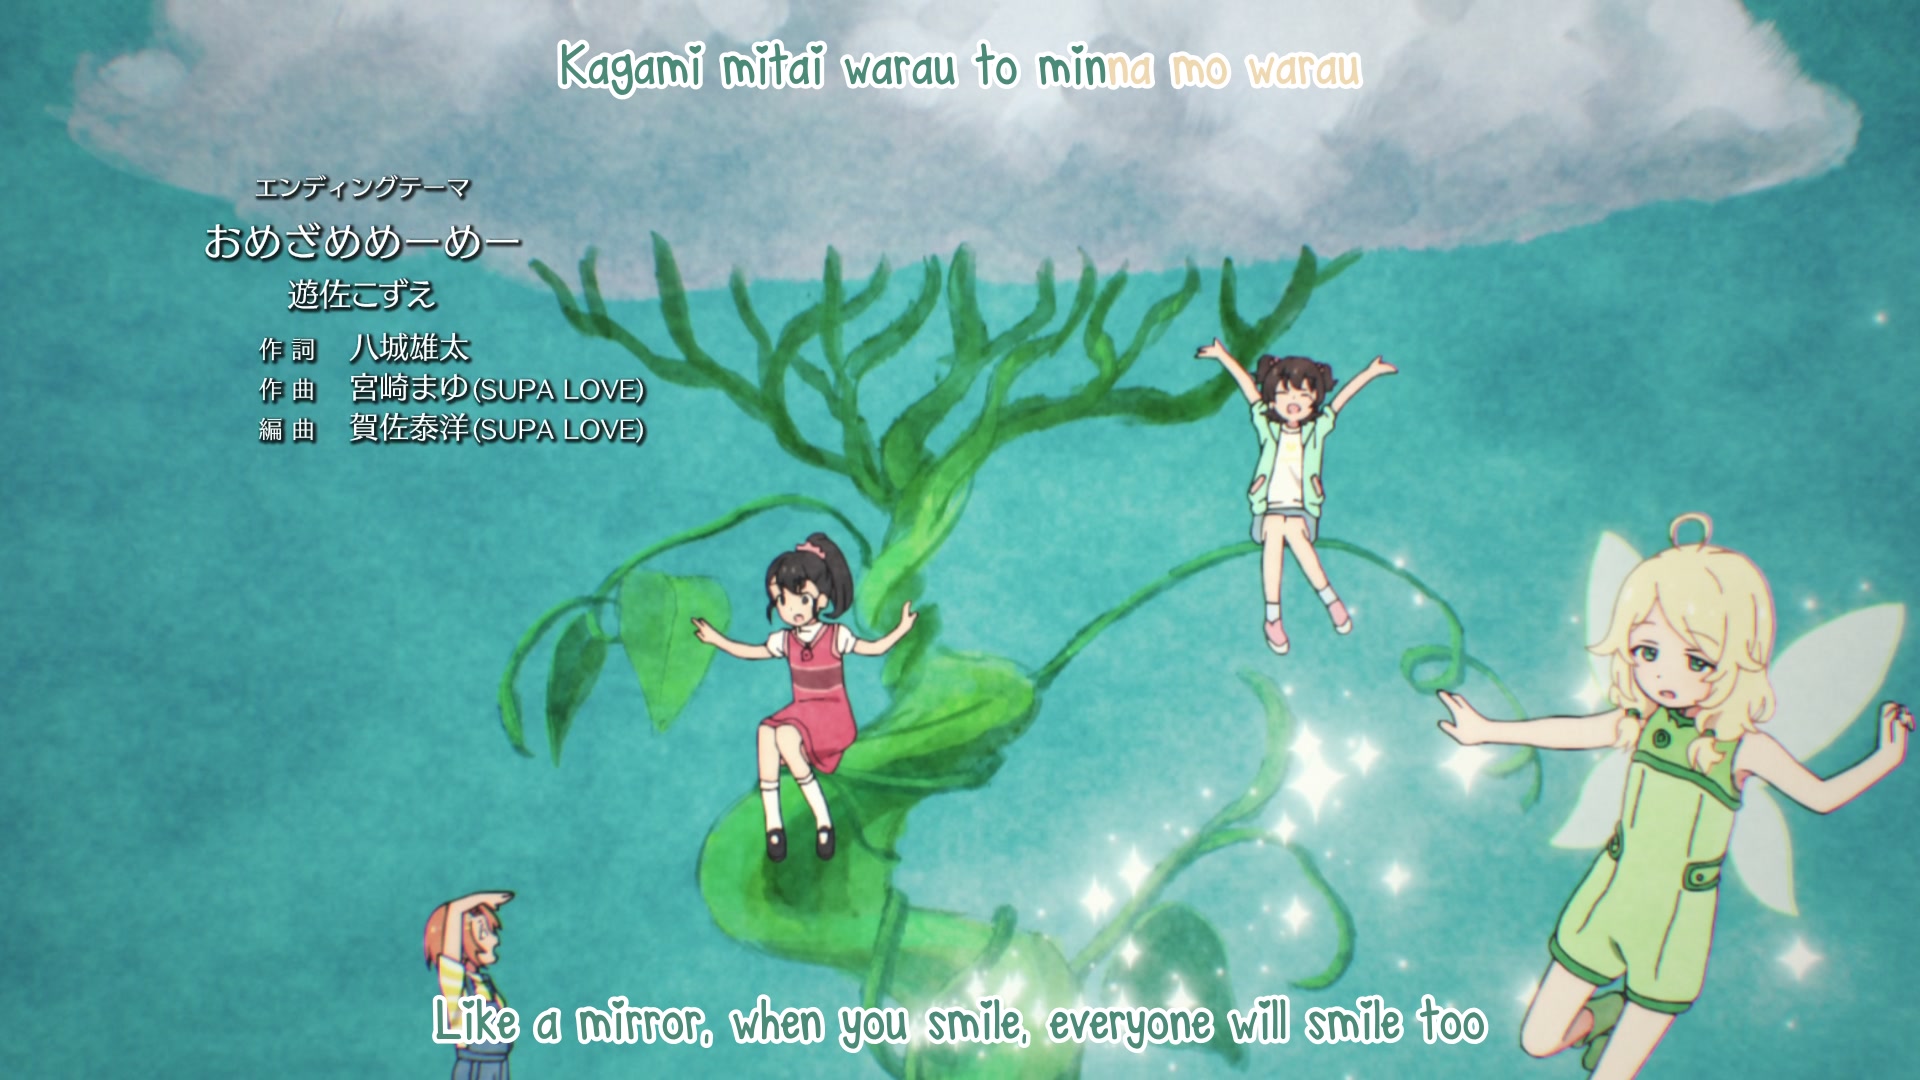 Kagami mitai warau to minna mo warau
エンディングテーマ
おめざめめーめー
遊佐こずえ
作詞 八城雄太
作曲 宮崎まゆ(SUPA LOVE)
編曲 賀佐泰洋(SUPA LOVE)
Like a mirror, when you smile, everyone will smile too